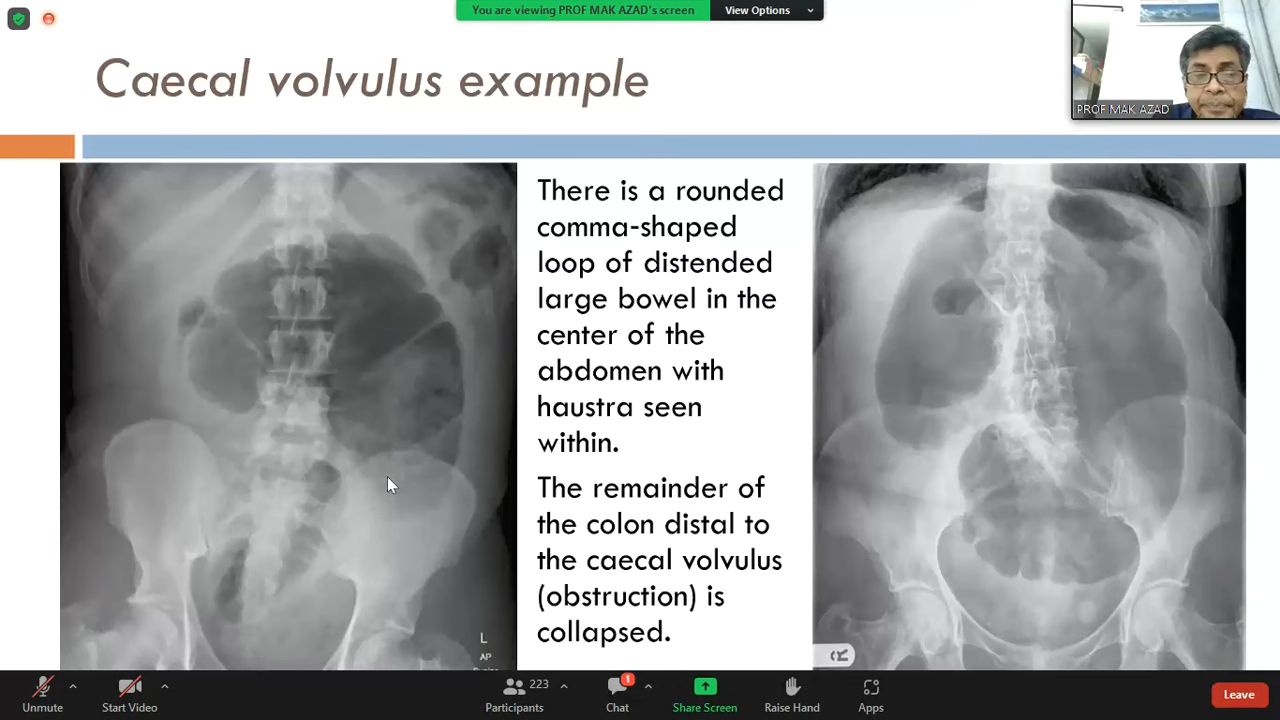 You are viewing PROF MAK AZAD's screen
View Options
PROF MAK AZAD
Caecal volvulus example
There is a rounded
comma-shaped
loop of distended
large bowel in the
center of the
abdomen with
haustra seen
within.
The remainder of
the colon distal to
the caecal volvulus
(obstruction) is
collapsed.
L
AP
R
Unmute
Start Video
223
Participants
1
Chat
Share Screen
Raise Hand
Apps
Leave